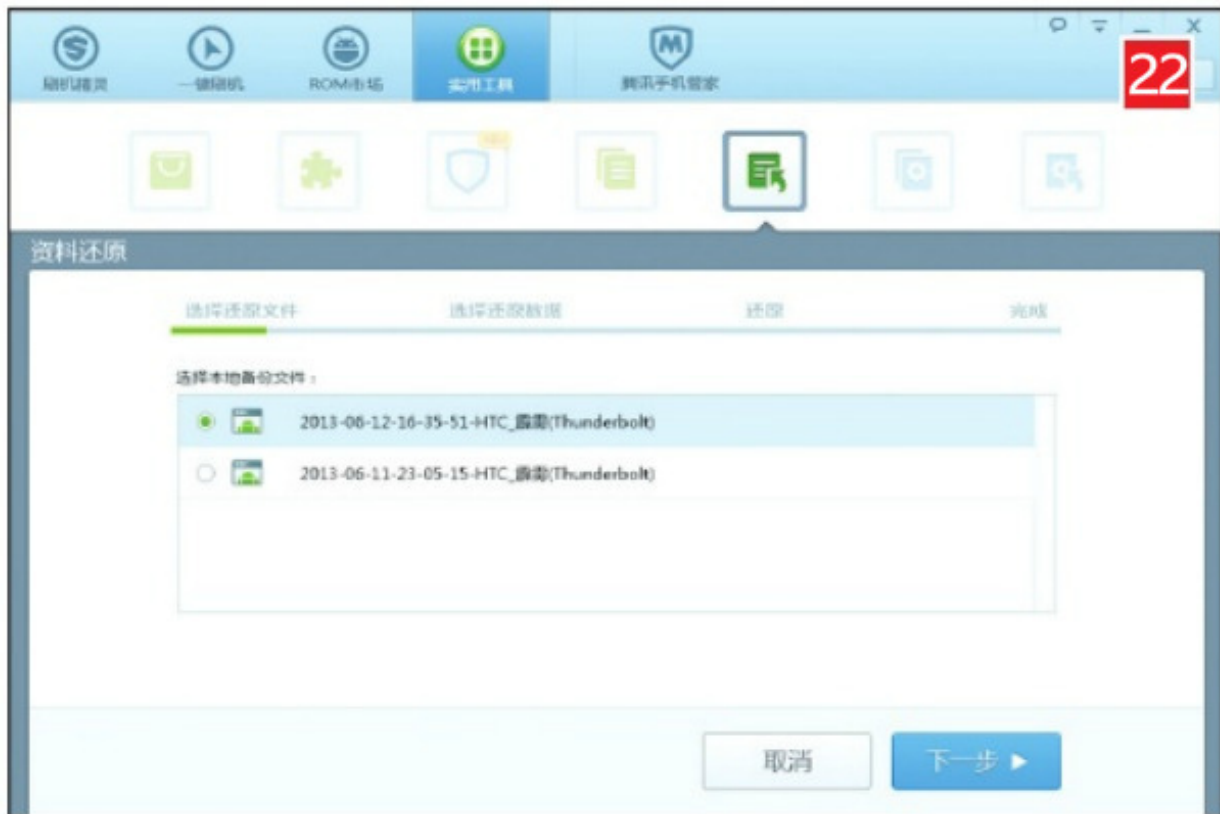 刷机精灵 一键刷机 ROM市场 实用工具 腾讯手机管家
22
资料还原
选择还原文件 选择还原数据 还原 完成
选择本地备份文件：
2013-06-12-16-35-51-HTC_霹雳(Thunderbolt)
2013-06-11-23-05-15-HTC_霹雳(Thunderbolt)
取消 下一步